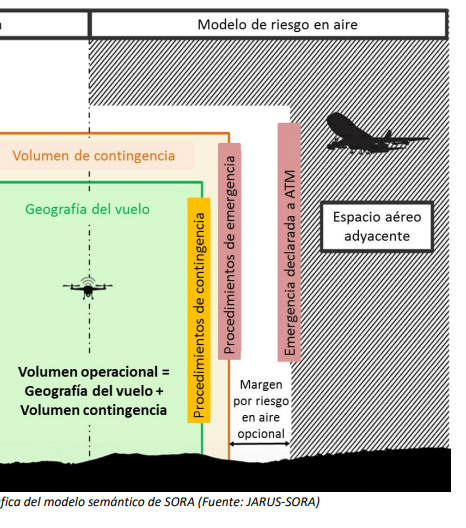 Modelo de riesgo en aire
Volumen de contingencia
Geografía del vuelo
Procedimientos de contingencia
Procedimientos de emergencia
Emergencia declarada a ATM
Espacio aéreo
adyacente
Volumen operacional =
Geografía del vuelo +
Volumen contingencia
Margen
por riesgo
en aire
opcional
fica del modelo semántico de SORA (Fuente: JARUS-SORA)